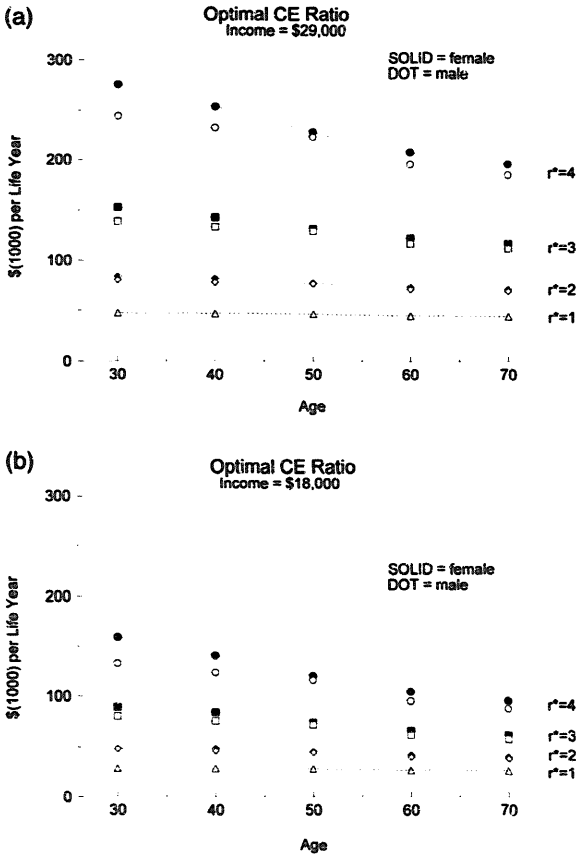 (a)
Optimal CE Ratio
Income = $29,000
SOLID = female
DOT = male
300
200
100
0
$(1000) per Life Year
r*=4
r*=3
r*=2
r*=1
30 40 50 60 70
Age
(b)
Optimal CE Ratio
Income = $18,000
SOLID = female
DOT = male
300
200
100
0
$(1000) per Life Year
r*=4
r*=3
r*=2
r*=1
30 40 50 60 70
Age